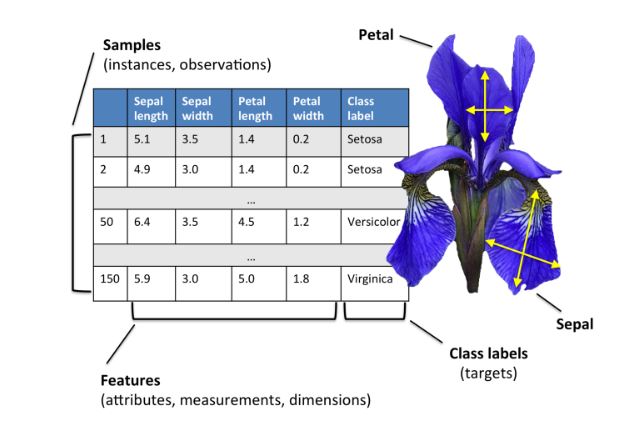 Samples
(instances, observations)
Petal
Sepal length Sepal width Petal length Petal width Class label
1 5.1 3.5 1.4 0.2 Setosa
2 4.9 3.0 1.4 0.2 Setosa
...
50 6.4 3.5 4.5 1.2 Versicolor
...
150 5.9 3.0 5.0 1.8 Virginica
Sepal
Class labels
(targets)
Features
(attributes, measurements, dimensions)